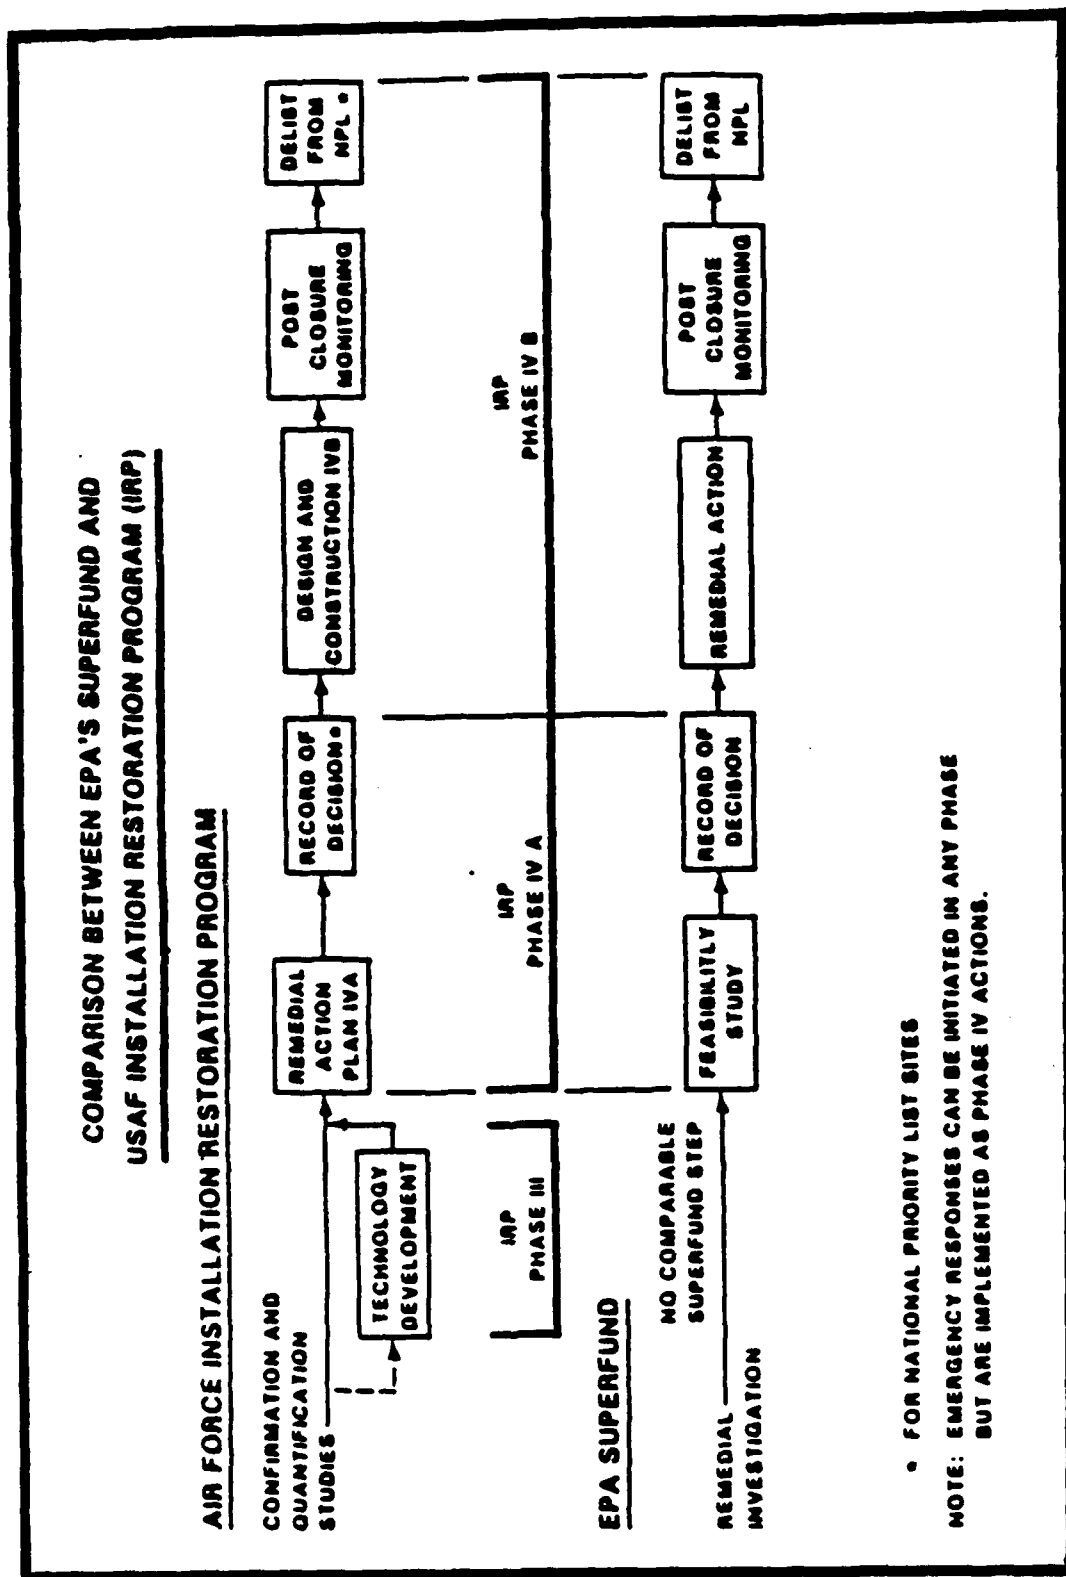 COMPARISON BETWEEN EPA'S SUPERFUND AND
USAF INSTALLATION RESTORATION PROGRAM (IRP)
AIR FORCE INSTALLATION RESTORATION PROGRAM
CONFIRMATION AND
QUANTIFICATION
STUDIES
TECHNOLOGY
DEVELOPMENT
REMEDIAL
ACTION
PLAN IVA
RECORD OF
DECISION*
DESIGN AND
CONSTRUCTION IVB
POST
CLOSURE
MONITORING
DELIST
FROM
NPL *
IRP
PHASE III
IRP
PHASE IV A
IRP
PHASE IV B
EPA SUPERFUND
NO COMPARABLE
SUPERFUND STEP
REMEDIAL
INVESTIGATION
FEASIBILITLY
STUDY
RECORD OF
DECISION
REMEDIAL ACTION
POST
CLOSURE
MONITORING
DELIST
FROM
NPL
* FOR NATIONAL PRIORITY LIST SITES
NOTE: EMERGENCY RESPONSES CAN BE INITIATED IN ANY PHASE
BUT ARE IMPLEMENTED AS PHASE IV ACTIONS.